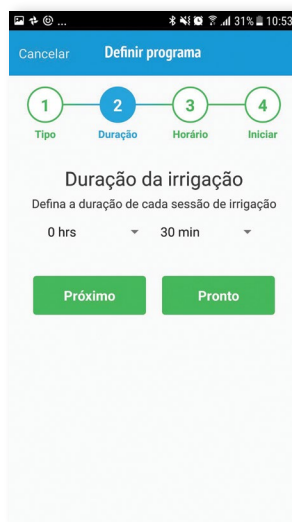 ... 31% 10:53
Cancelar Definir programa
1 2 3 4
Tipo Duração Horário Iniciar
Duração da irrigação
Defina a duração de cada sessão de irrigação
0 hrs 30 min
Próximo Pronto